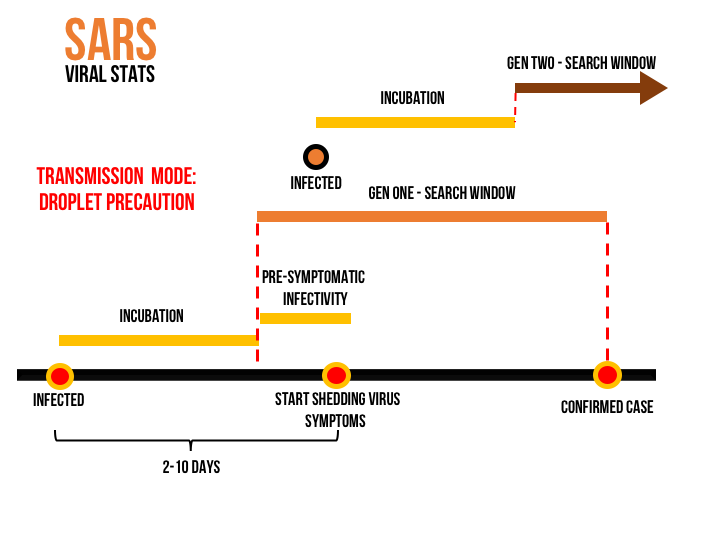 SARS
VIRAL STATS
GEN TWO - SEARCH WINDOW
INCUBATION
TRANSMISSION MODE:
DROPLET PRECAUTION
INFECTED
GEN ONE - SEARCH WINDOW
PRE-SYMPTOMATIC
INFECTIVITY
INCUBATION
INFECTED
START SHEDDING VIRUS
SYMPTOMS
CONFIRMED CASE
2-10 DAYS